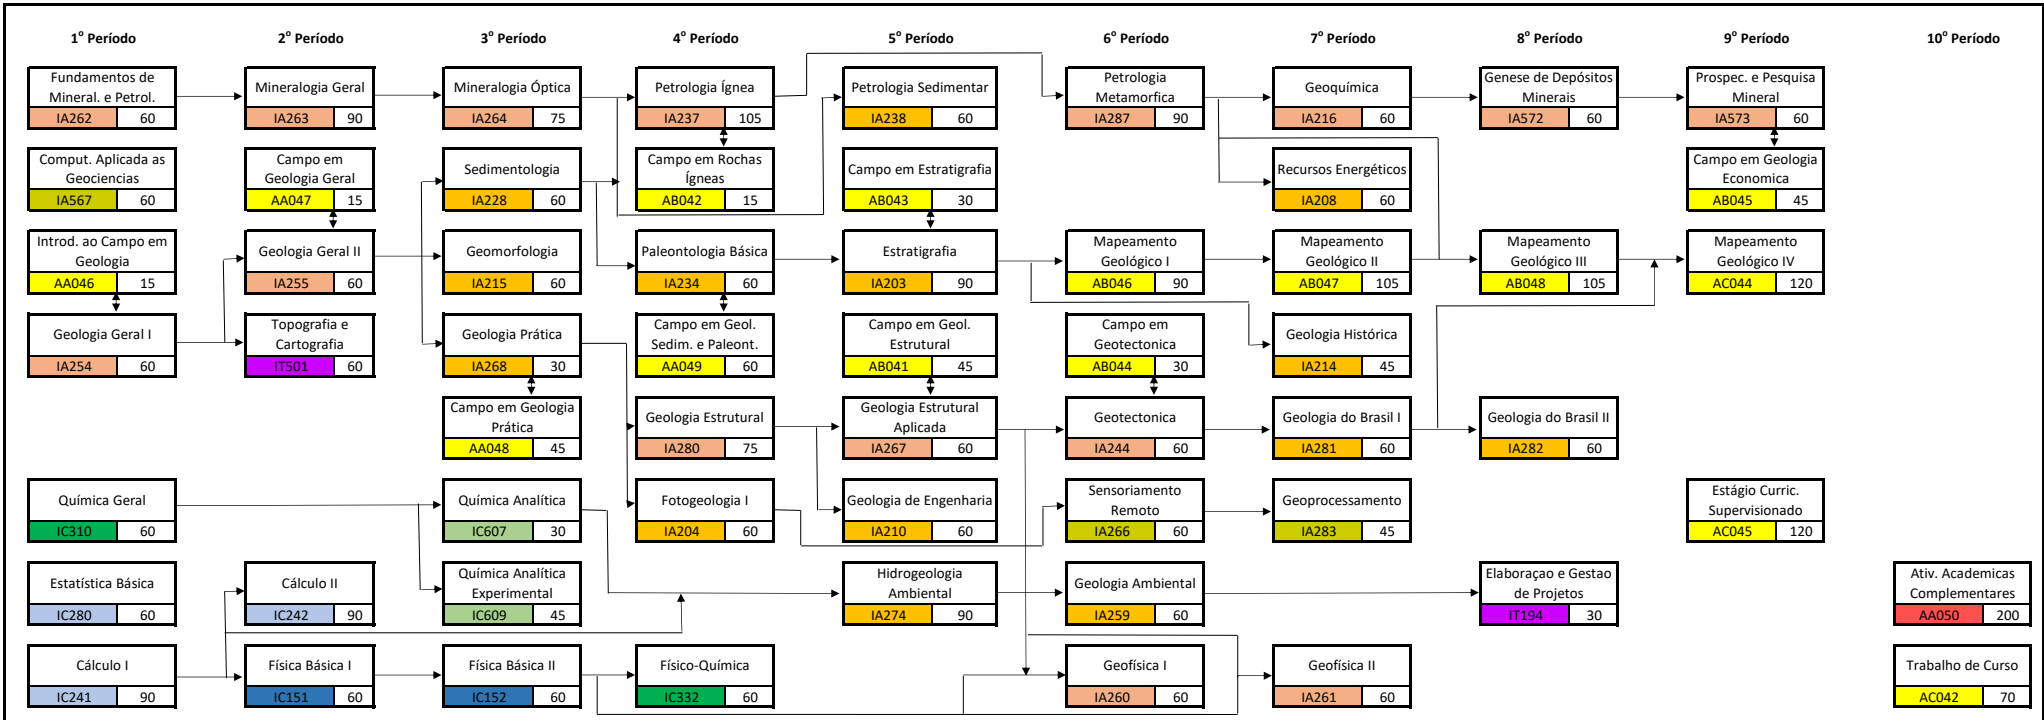 1º Período 2º Período 3º Período 4º Período 5º Período 6º Período 7º Período 8º Período 9º Período 10º Período
Fundamentos de
Mineral. e Petrol.
IA262 60
Mineralogia Geral
IA263 90
Mineralogia Óptica
IA264 75
Petrologia Ígnea
IA237 105
Petrologia Sedimentar
IA238 60
Petrologia
Metamorfica
IA287 90
Geoquímica
IA216 60
Genese de Depósitos
Minerais
IA572 60
Prospec. e Pesquisa
Mineral
IA573 60
Comput. Aplicada as
Geociencias
IA567 60
Campo em
Geologia Geral
AA047 15
Sedimentologia
IA228 60
Campo em Rochas
Ígneas
AB042 15
Campo em Estratigrafia
AB043 30
Recursos Energéticos
IA208 60
Campo em Geologia
Economica
AB045 45
Introd. ao Campo em
Geologia
AA046 15
Geologia Geral II
IA255 60
Geomorfologia
IA215 60
Paleontologia Básica
IA234 60
Estratigrafia
IA203 90
Mapeamento
Geológico I
AB046 90
Mapeamento
Geológico II
AB047 105
Mapeamento
Geológico III
AB048 105
Mapeamento
Geológico IV
AC044 120
Geologia Geral I
IA254 60
Topografia e
Cartografia
IT501 60
Geologia Prática
IA268 30
Campo em Geol.
Sedim. e Paleont.
AA049 60
Campo em Geol.
Estrutural
AB041 45
Campo em
Geotectonica
AB044 30
Geologia Histórica
IA214 45
Campo em Geologia
Prática
AA048 45
Geologia Estrutural
IA280 75
Geologia Estrutural
Aplicada
IA267 60
Geotectonica
IA244 60
Geologia do Brasil I
IA281 60
Geologia do Brasil II
IA282 60
Química Geral
IC310 60
Química Analítica
IC607 30
Fotogeologia I
IA204 60
Geologia de Engenharia
IA210 60
Sensoriamento
Remoto
IA266 60
Geoprocessamento
IA283 45
Estágio Curric.
Supervisionado
AC045 120
Estatística Básica
IC280 60
Cálculo II
IC242 90
Química Analítica
Experimental
IC609 45
Hidrogeologia
Ambiental
IA274 90
Geologia Ambiental
IA259 60
Elaboraçao e Gestao
de Projetos
IT194 30
Ativ. Academicas
Complementares
AA050 200
Cálculo I
IC241 90
Física Básica I
IC151 60
Física Básica II
IC152 60
Físico-Química
IC332 60
Geofísica I
IA260 60
Geofísica II
IA261 60
Trabalho de Curso
AC042 70